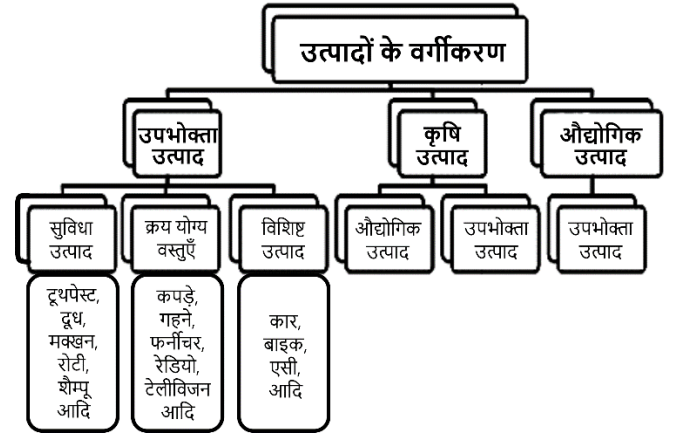 उत्पादों के वर्गीकरण
उपभोक्ता
उत्पाद
कृषि
उत्पाद
औद्योगिक
उत्पाद
सुविधा
उत्पाद
क्रय योग्य
वस्तुएँ
विशिष्ट
उत्पाद
औद्योगिक
उत्पाद
उपभोक्ता
उत्पाद
उपभोक्ता
उत्पाद
टूथपेस्ट,
दूध,
मक्खन,
रोटी,
शैम्पू
आदि
कपड़े,
गहने,
फर्नीचर,
रेडियो,
टेलीविजन
आदि
कार,
बाइक,
एसी,
आदि